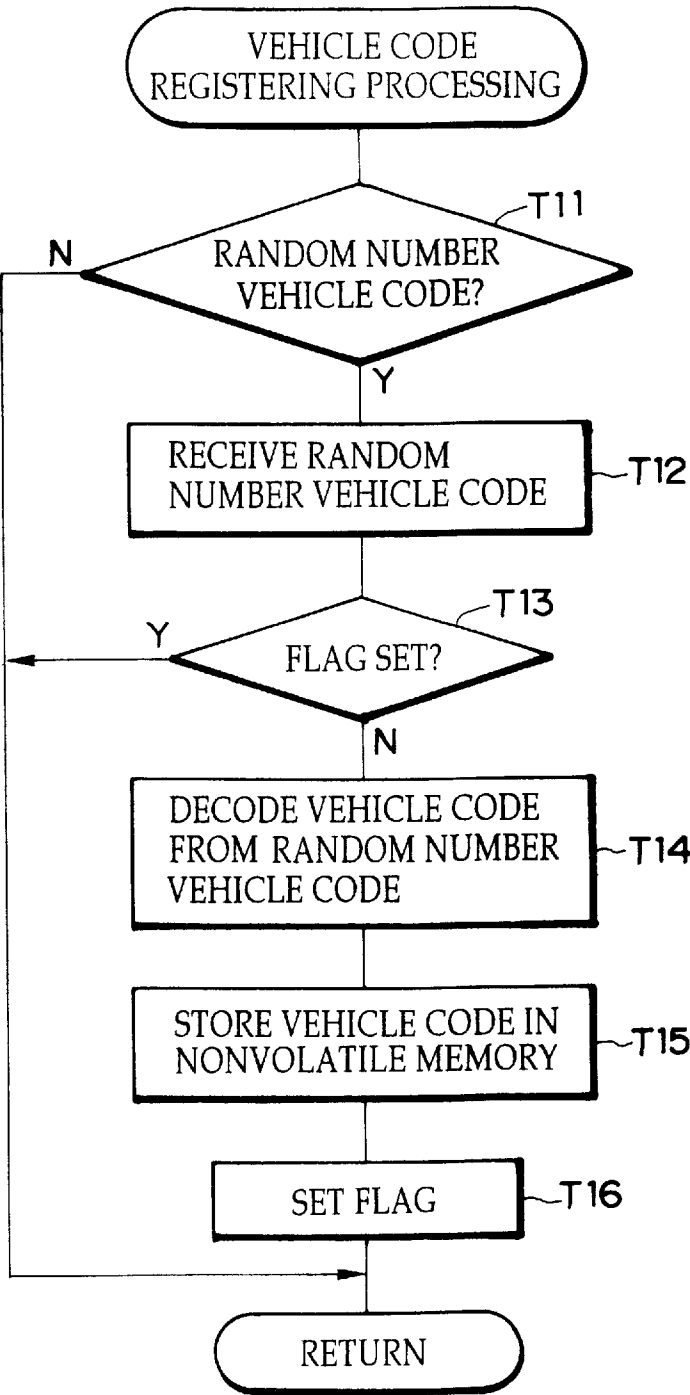 VEHICLE CODE
REGISTERING PROCESSING
T11
N
RANDOM NUMBER
VEHICLE CODE?
Y
RECEIVE RANDOM
NUMBER VEHICLE CODE
T12
T13
Y
FLAG SET?
N
DECODE VEHICLE CODE
FROM RANDOM NUMBER
VEHICLE CODE
T14
STORE VEHICLE CODE IN
NONVOLATILE MEMORY
T15
SET FLAG
T16
RETURN